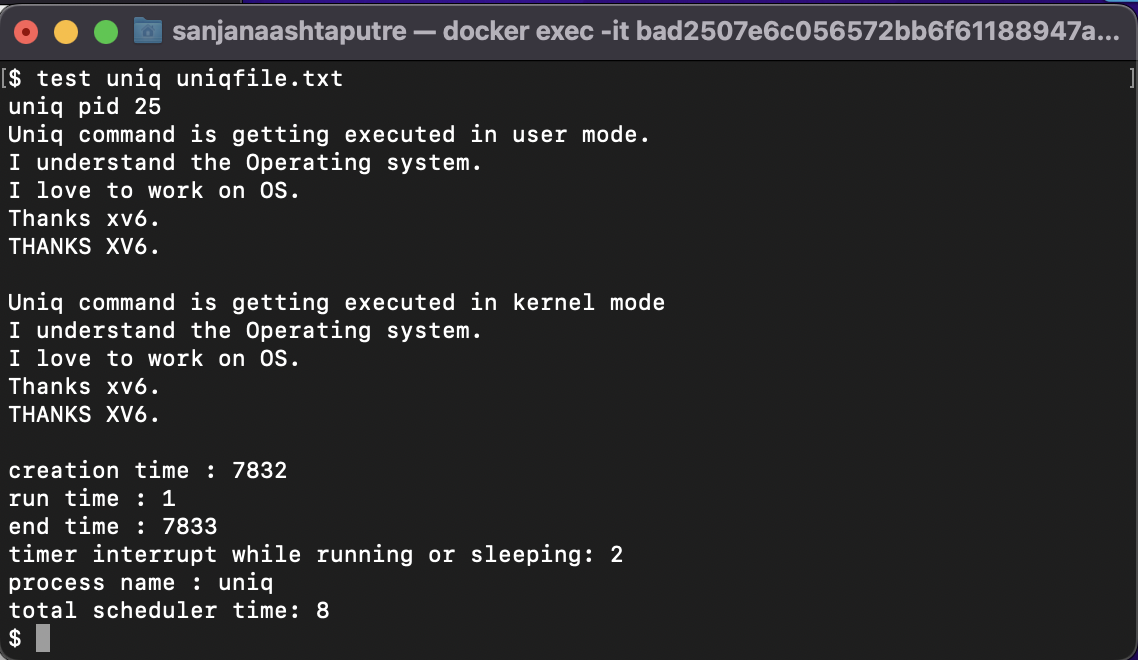 sanjanaashtaputre — docker exec -it bad2507e6c056572bb6f61188947a...
[$ test uniq uniqfile.txt ]
uniq pid 25
Uniq command is getting executed in user mode.
I understand the Operating system.
I love to work on OS.
Thanks xv6.
THANKS XV6.
Uniq command is getting executed in kernel mode
I understand the Operating system.
I love to work on OS.
Thanks xv6.
THANKS XV6.
creation time : 7832
run time : 1
end time : 7833
timer interrupt while running or sleeping: 2
process name : uniq
total scheduler time: 8
$